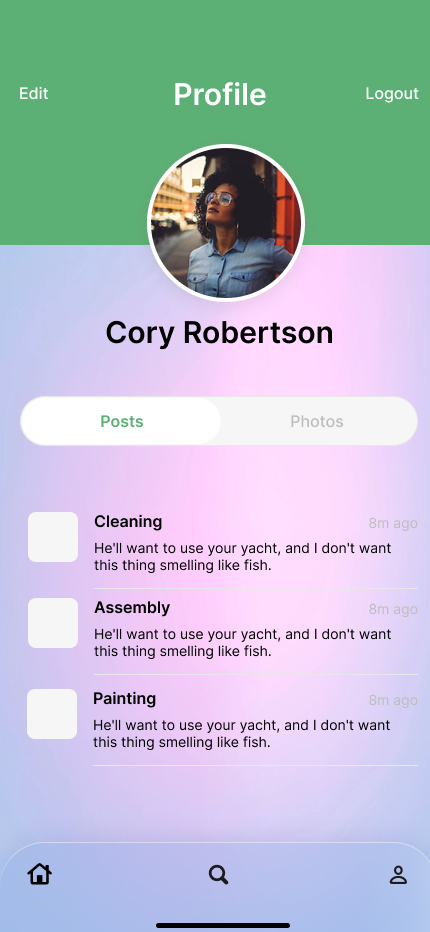 Edit
Profile
Logout
Cory Robertson
Posts
Photos
Cleaning
8m ago
He'll want to use your yacht, and I don't want
this thing smelling like fish.
Assembly
8m ago
He'll want to use your yacht, and I don't want
this thing smelling like fish.
Painting
8m ago
He'll want to use your yacht, and I don't want
this thing smelling like fish.